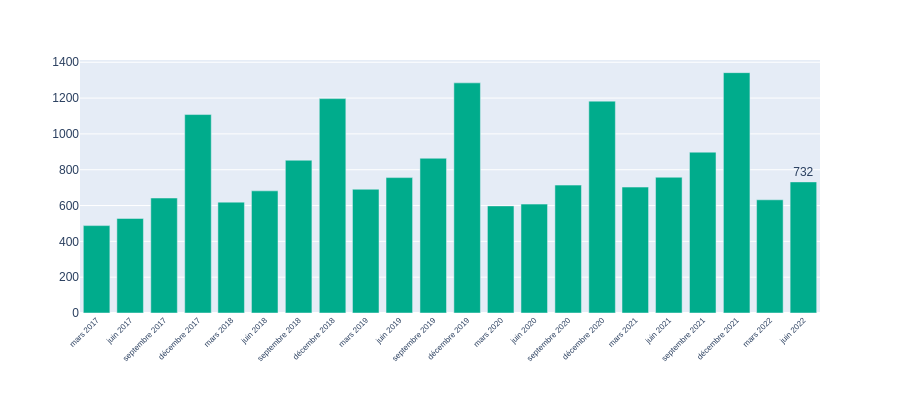 1400
1200
1000
800
600
400
200
0
732
mars 2017
juin 2017
septembre 2017
décembre 2017
mars 2018
juin 2018
septembre 2018
décembre 2018
mars 2019
juin 2019
septembre 2019
décembre 2019
mars 2020
juin 2020
septembre 2020
décembre 2020
mars 2021
juin 2021
septembre 2021
décembre 2021
mars 2022
juin 2022